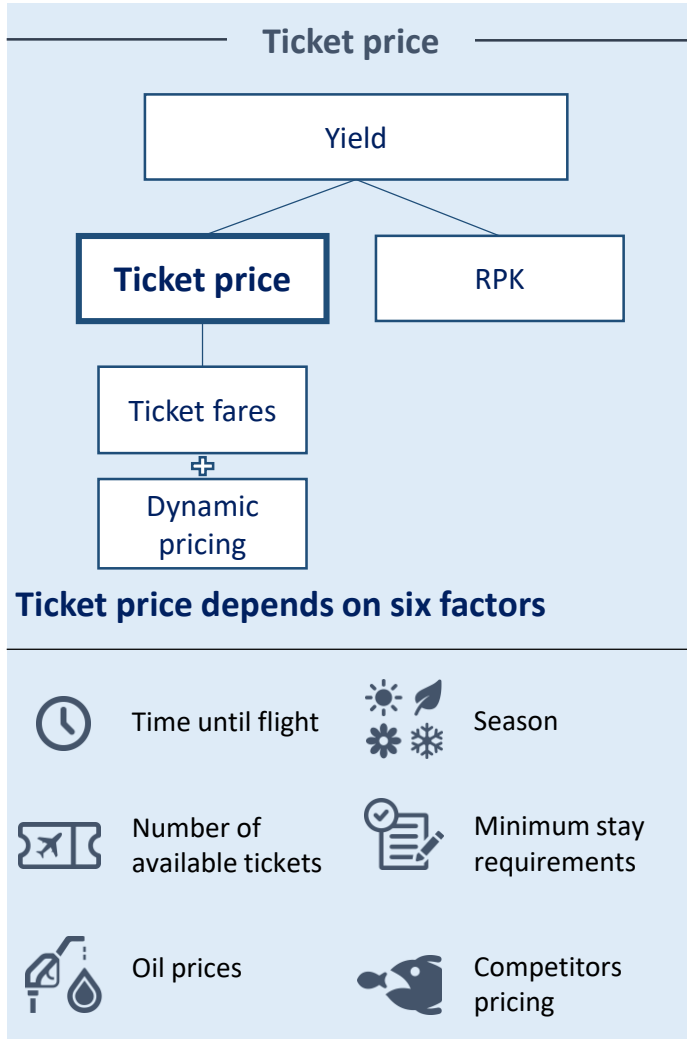 Ticket price
Yield
Ticket price
RPK
Ticket fares
Dynamic
pricing
Ticket price depends on six factors
Time until flight
Season
Number of
available tickets
Minimum stay
requirements
Oil prices
Competitors
pricing